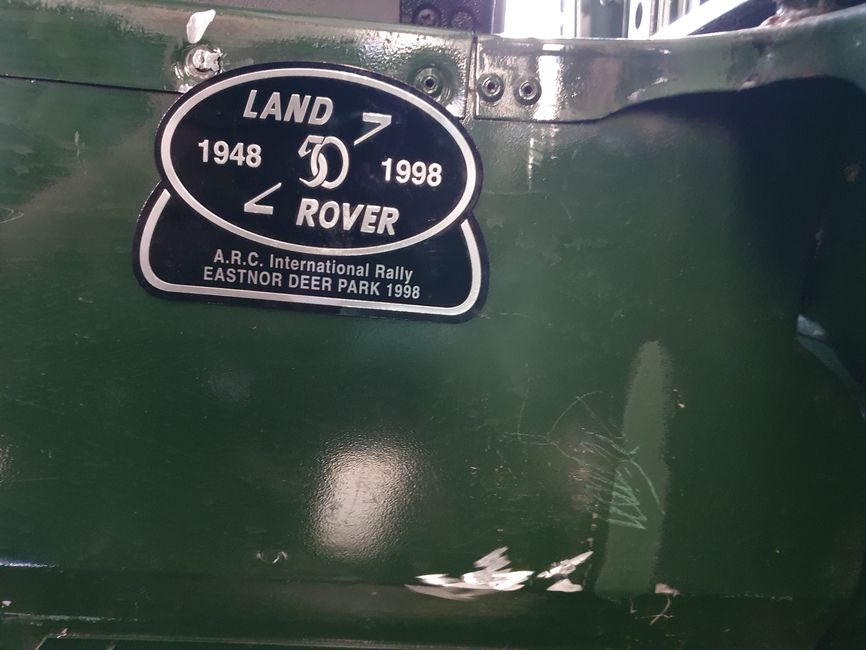 LAND
1948 50 1998
ROVER
A.R.C. International Rally
EASTNOR DEER PARK 1998